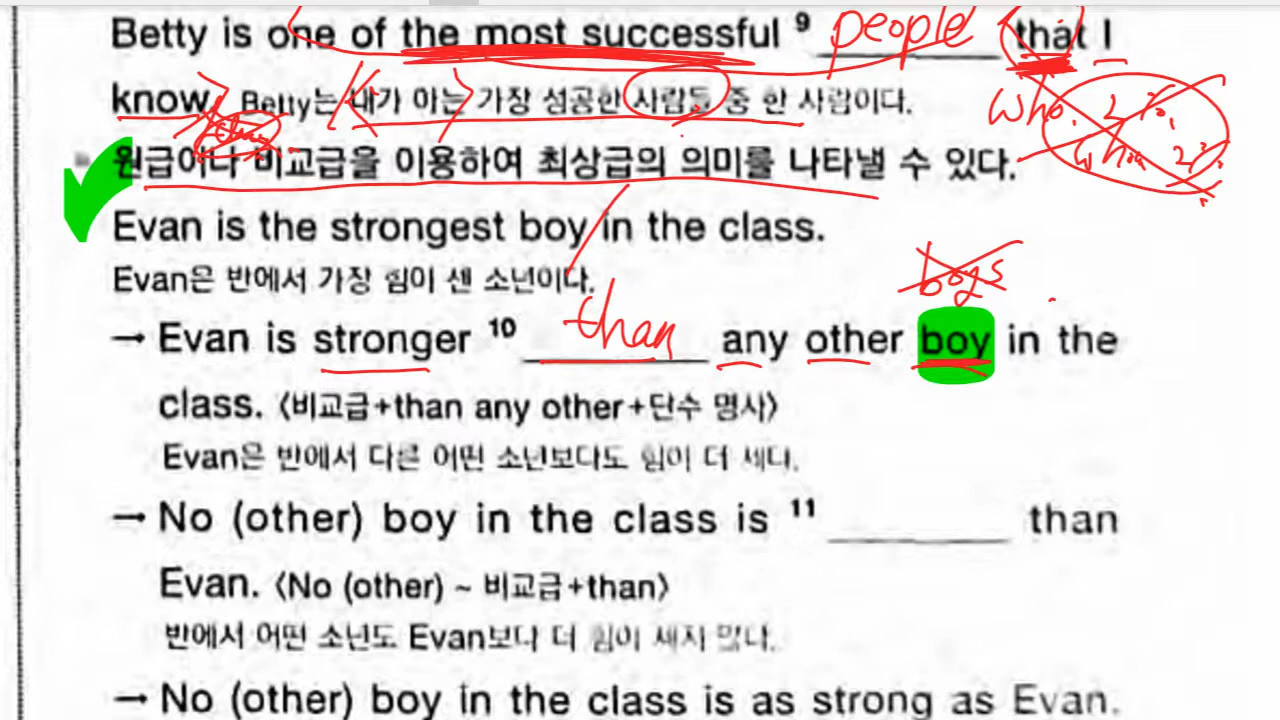 Betty is one of the most successful ⁹ people that I
know. Betty는 내가 아는 가장 성공한 사람들 중 한 사람이다.
who
원급이나 비교급을 이용하여 최상급의 의미를 나타낼 수 있다.
Evan is the strongest boy in the class.
Evan은 반에서 가장 힘이 센 소년이다.
boys
→ Evan is stronger ¹⁰ than any other boy in the
class. 〈비교급+than any other+단수 명사〉
Evan은 반에서 다른 어떤 소년보다도 힘이 더 세다.
→ No (other) boy in the class is ¹¹ ________ than
Evan. 〈No (other) ~ 비교급+than〉
반에서 어떤 소년도 Evan보다 더 힘이 세지 않다.
→ No (other) boy in the class is as strong as Evan.